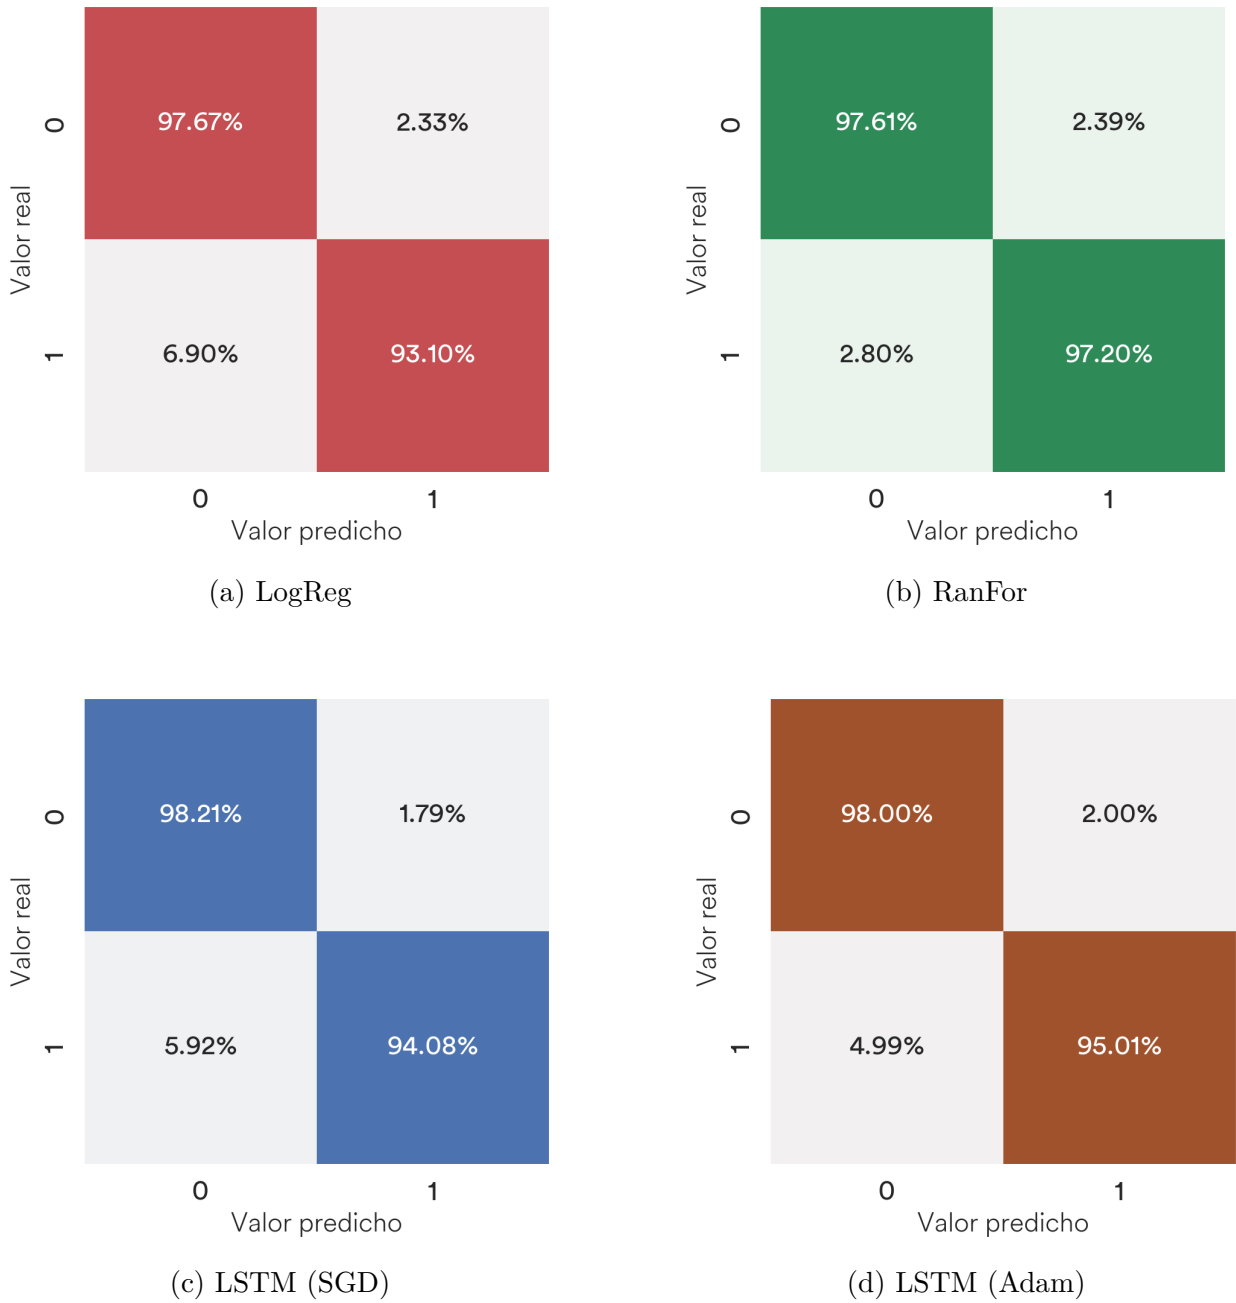 0
97.67%
2.33%
Valor real
1
6.90%
93.10%
0
1
Valor predicho
(a) LogReg
0
97.61%
2.39%
Valor real
1
2.80%
97.20%
0
1
Valor predicho
(b) RanFor
0
98.21%
1.79%
Valor real
1
5.92%
94.08%
0
1
Valor predicho
(c) LSTM (SGD)
0
98.00%
2.00%
Valor real
1
4.99%
95.01%
0
1
Valor predicho
(d) LSTM (Adam)